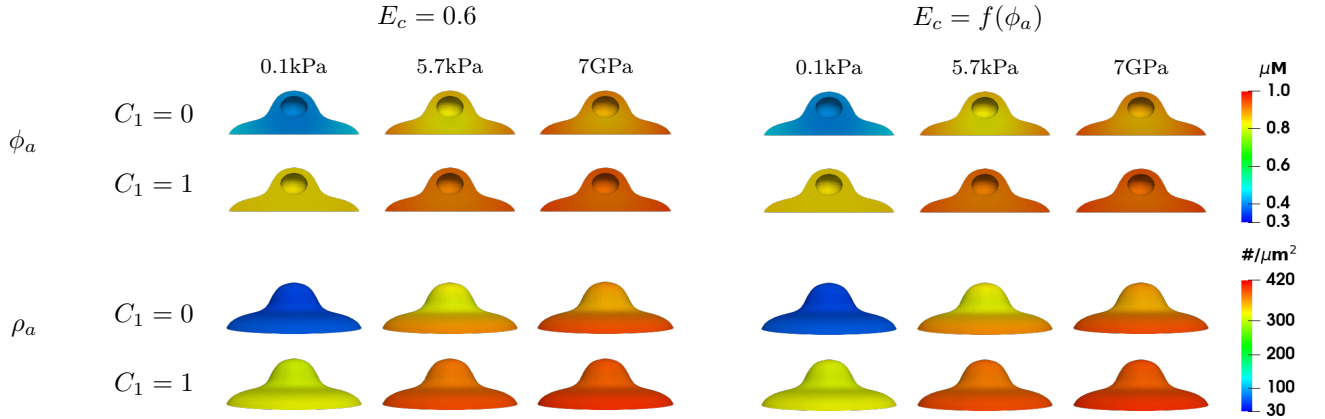 E_c = 0.6 E_c = f(ϕ_a)
0.1kPa 5.7kPa 7GPa 0.1kPa 5.7kPa 7GPa μM
1.0
C_1 = 0
0.8
ϕ_a
0.6
C_1 = 1
0.4
0.3
#/μm²
420
C_1 = 0
300
ρ_a
200
C_1 = 1
100
30